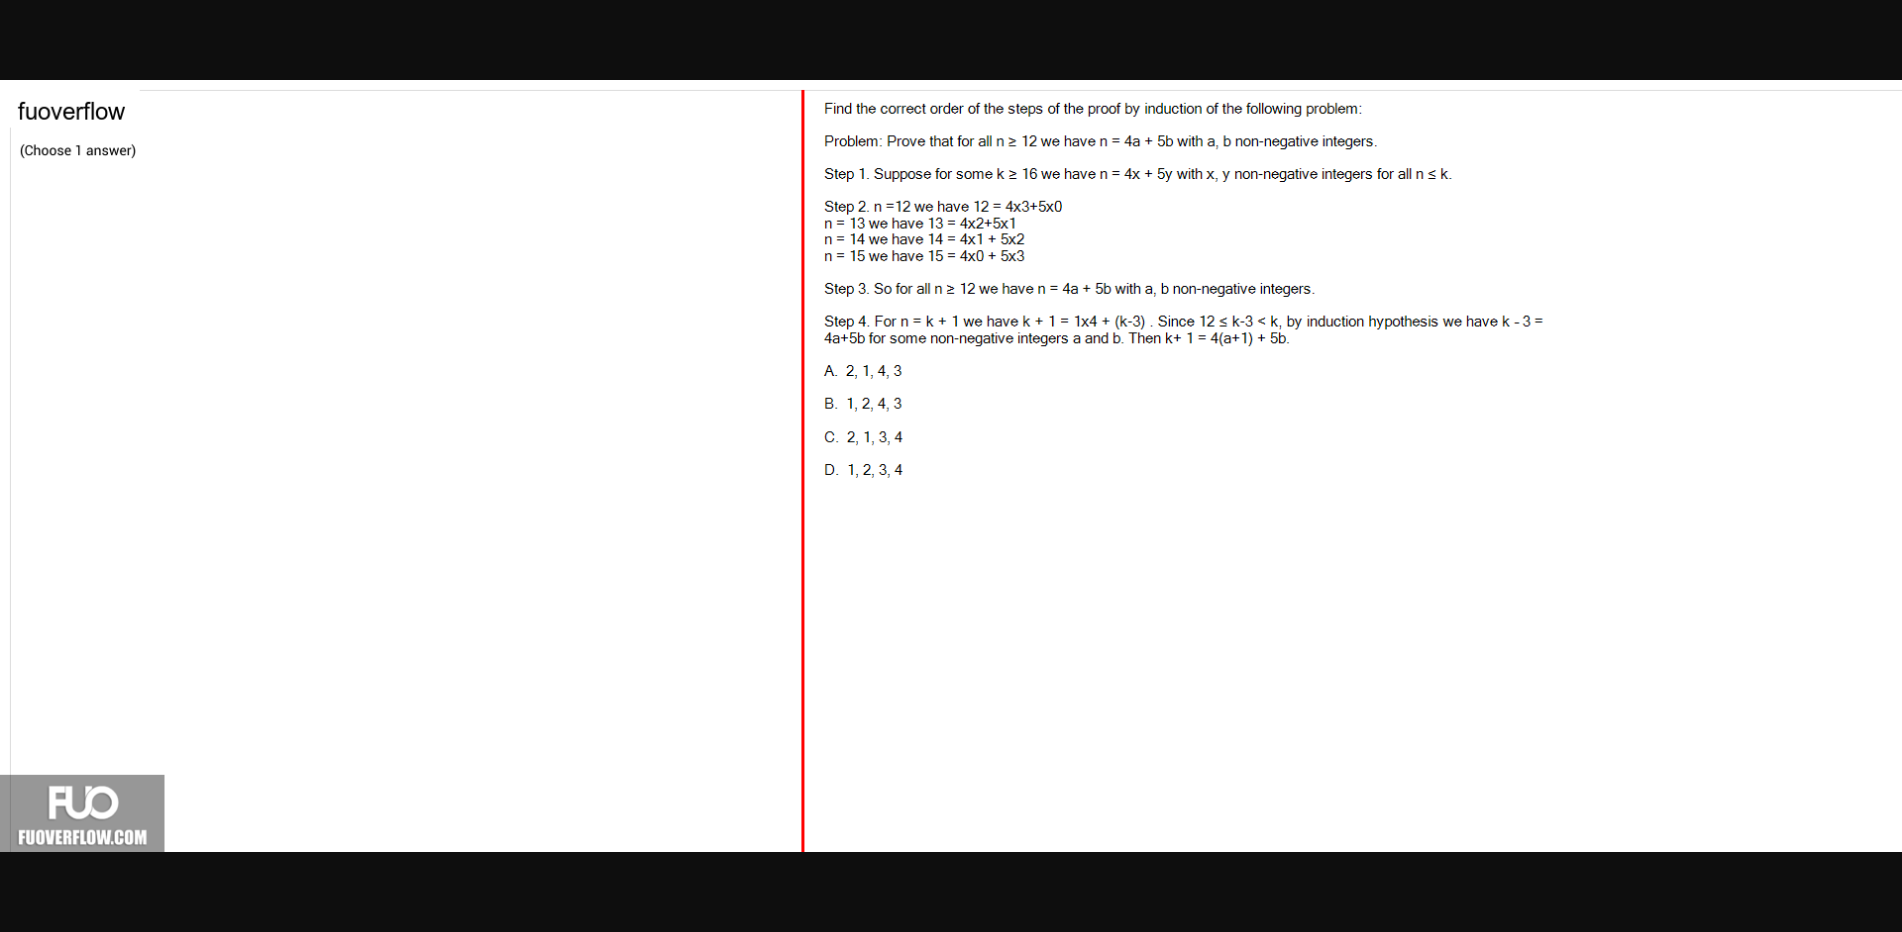 fuoverflow
(Choose 1 answer)
Find the correct order of the steps of the proof by induction of the following problem:
Problem: Prove that for all n ≥ 12 we have n = 4a + 5b with a, b non-negative integers.
Step 1. Suppose for some k ≥ 16 we have n = 4x + 5y with x, y non-negative integers for all n ≤ k.
Step 2. n =12 we have 12 = 4x3+5x0
n = 13 we have 13 = 4x2+5x1
n = 14 we have 14 = 4x1 + 5x2
n = 15 we have 15 = 4x0 + 5x3
Step 3. So for all n ≥ 12 we have n = 4a + 5b with a, b non-negative integers.
Step 4. For n = k + 1 we have k + 1 = 1x4 + (k-3) . Since 12 ≤ k-3 < k, by induction hypothesis we have k - 3 =
4a+5b for some non-negative integers a and b. Then k+ 1 = 4(a+1) + 5b.
A. 2, 1, 4, 3
B. 1, 2, 4, 3
C. 2, 1, 3, 4
D. 1, 2, 3, 4
FUO
FUOVERFLOW.COM